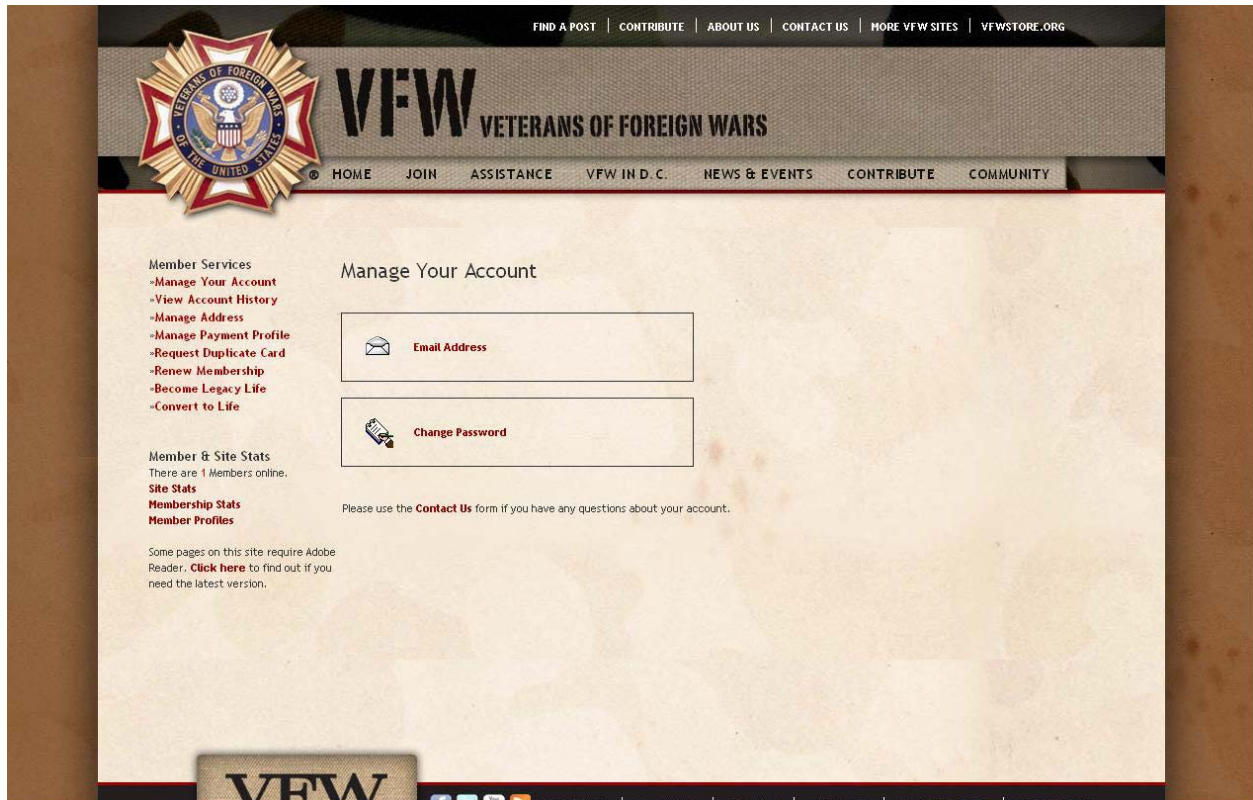 FIND A POST | CONTRIBUTE | ABOUT US | CONTACT US | MORE VFW SITES | VFWSTORE.ORG
VETERANS OF FOREIGN WARS
OF THE UNITED STATES
VFW VETERANS OF FOREIGN WARS
® HOME JOIN ASSISTANCE VFW IN D.C. NEWS & EVENTS CONTRIBUTE COMMUNITY
Member Services
»Manage Your Account
»View Account History
»Manage Address
»Manage Payment Profile
»Request Duplicate Card
»Renew Membership
»Become Legacy Life
»Convert to Life
Member & Site Stats
There are 1 Members online.
Site Stats
Membership Stats
Member Profiles
Some pages on this site require Adobe
Reader. Click here to find out if you
need the latest version.
Manage Your Account
Email Address
Change Password
Please use the Contact Us form if you have any questions about your account.
VFW